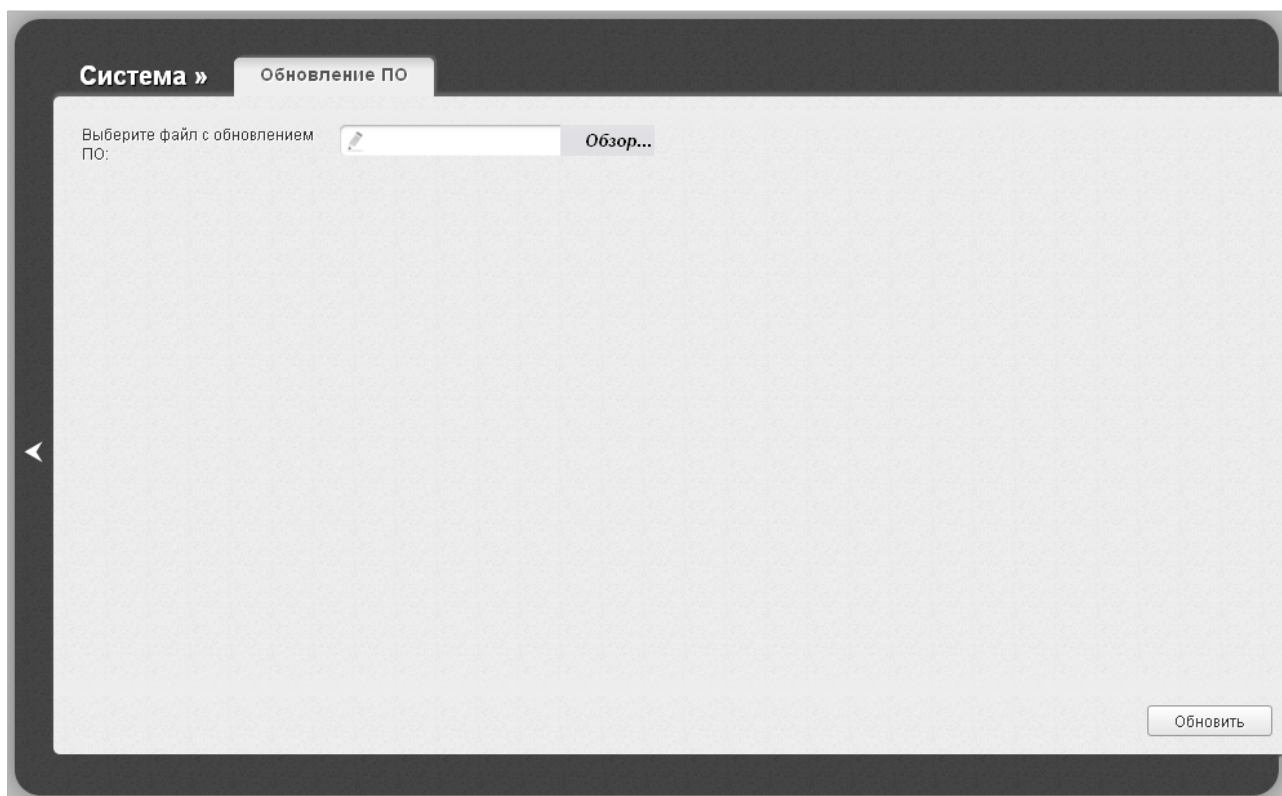 Система »
Обновление ПО
Выберите файл с обновлением
ПО:
Обзор...
Обновить